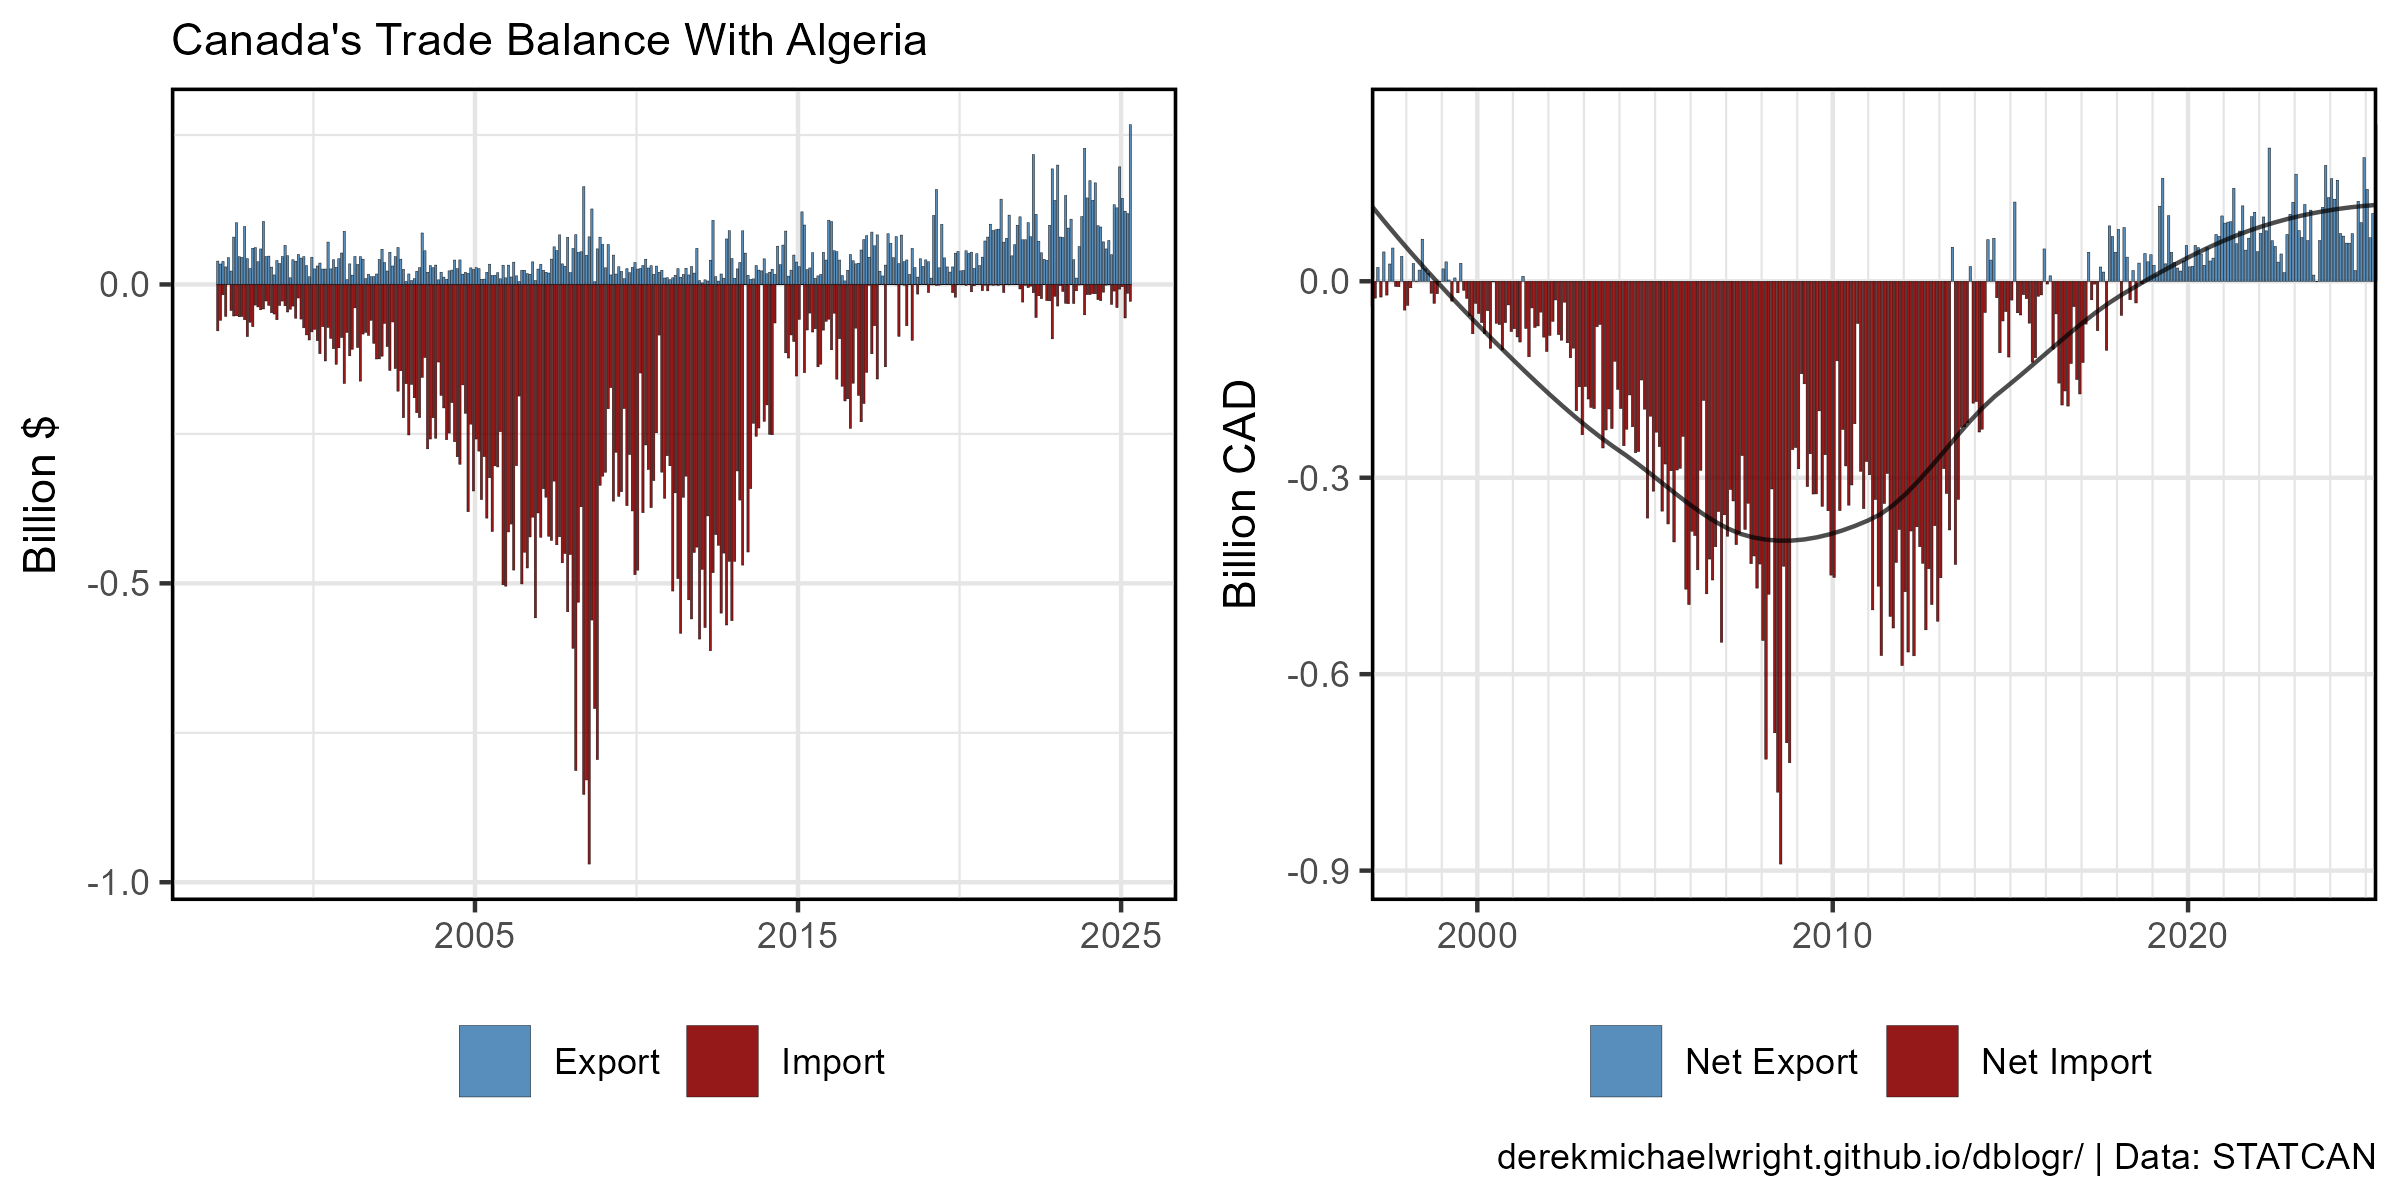 Canada's Trade Balance With Algeria
Billion $
0.0
-0.5
-1.0
2005 2015 2025
Export Import
Billion CAD
0.0
-0.3
-0.6
-0.9
2000 2010 2020
Net Export Net Import
derekmichaelwright.github.io/dblogr/ | Data: STATCAN